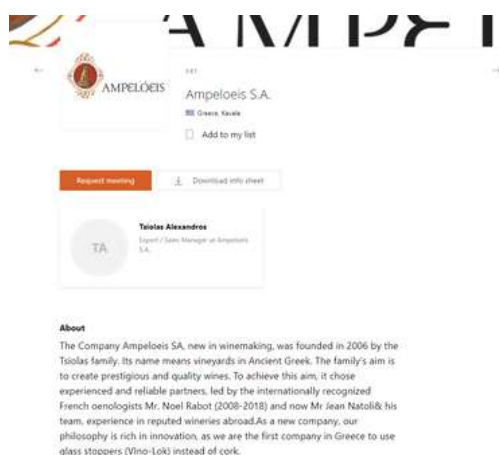 AMPELÓEIS
Ampeloeis S.A.
Greece, Kavala
Add to my list
Request meeting
Download info sheet
TA
Tsiolas Alexandros
Export / Sales Manager at Ampeloeis
S.A.
About
The Company Ampeloeis SA, new in winemaking, was founded in 2006 by the
Tsiolas family. Its name means vineyards in Ancient Greek. The family's aim is
to create prestigious and quality wines. To achieve this aim, it chose
experienced and reliable partners, led by the internationally recognized
French oenologists Mr. Noel Rabot (2008-2018) and now Mr Jean Natoli& his
team, experience in reputed wineries abroad.As a new company, our
philosophy is rich in innovation, as we are the first company in Greece to use
glass stoppers (Vino-Lok) instead of cork.